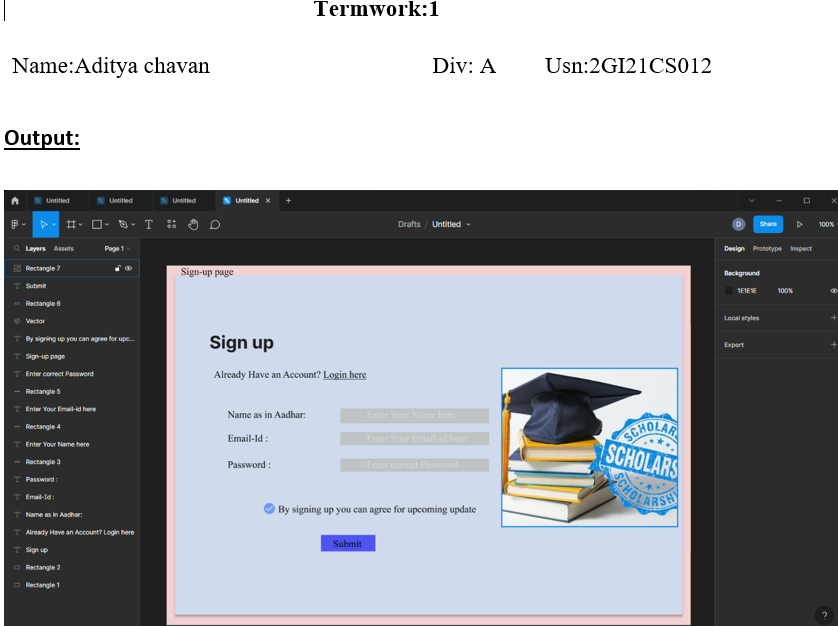 Termwork:1
Name:Aditya chavan Div: A Usn:2GI21CS012
Output:
Untitled Untitled Untitled Untitled × +
Drafts / Untitled D Share 100%
Layers Assets Page 1 Design Prototype Inspect
Rectangle 7
Submit
Rectangle 6
Vector
By signing up you can agree for upc...
Sign-up page
Enter correct Password
Rectangle 5
Enter Your Email-id here
Rectangle 4
Enter Your Name here
Rectangle 3
Password :
Email-Id :
Name as in Aadhar:
Already Have an Account? Login here
Sign up
Rectangle 2
Rectangle 1
Sign-up page
Sign up
Already Have an Account? Login here
Name as in Aadhar: Enter Your Name here
Email-Id : Enter Your Email-id here
Password : Enter correct Password
By signing up you can agree for upcoming update
Submit
SCHOLAR
SCHOLARS
SCHOLARSH
Background
1E1E1E 100%
Local styles +
Export +
?